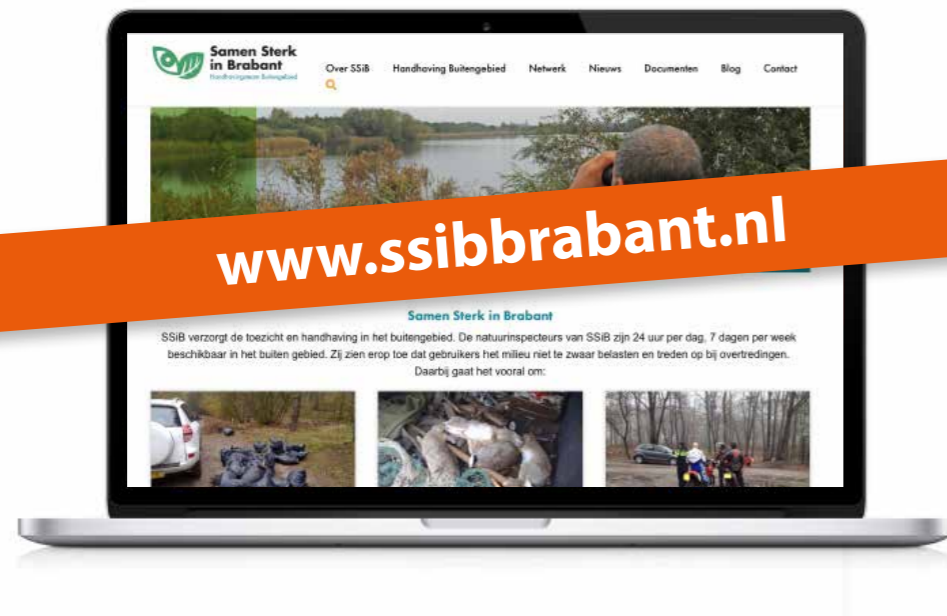 Samen Sterk
in Brabant
Handhavingsteam Buitengebied
Over SSiB Handhaving Buitengebied Netwerk Nieuws Documenten Blog Contact
www.ssibbrabant.nl
Samen Sterk in Brabant
SSiB verzorgt de toezicht en handhaving in het buitengebied. De natuurinspecteurs van SSiB zijn 24 uur per dag, 7 dagen per week
beschikbaar in het buiten gebied. Zij zien erop toe dat gebruikers het milieu niet te zwaar belasten en treden op bij overtredingen.
Daarbij gaat het vooral om: